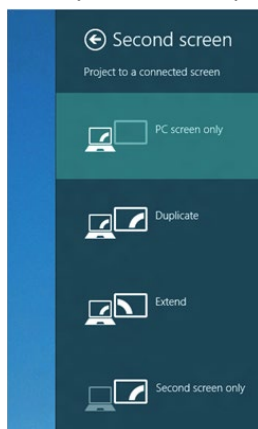 Second screen
Project to a connected screen
PC screen only
Duplicate
Extend
Second screen only